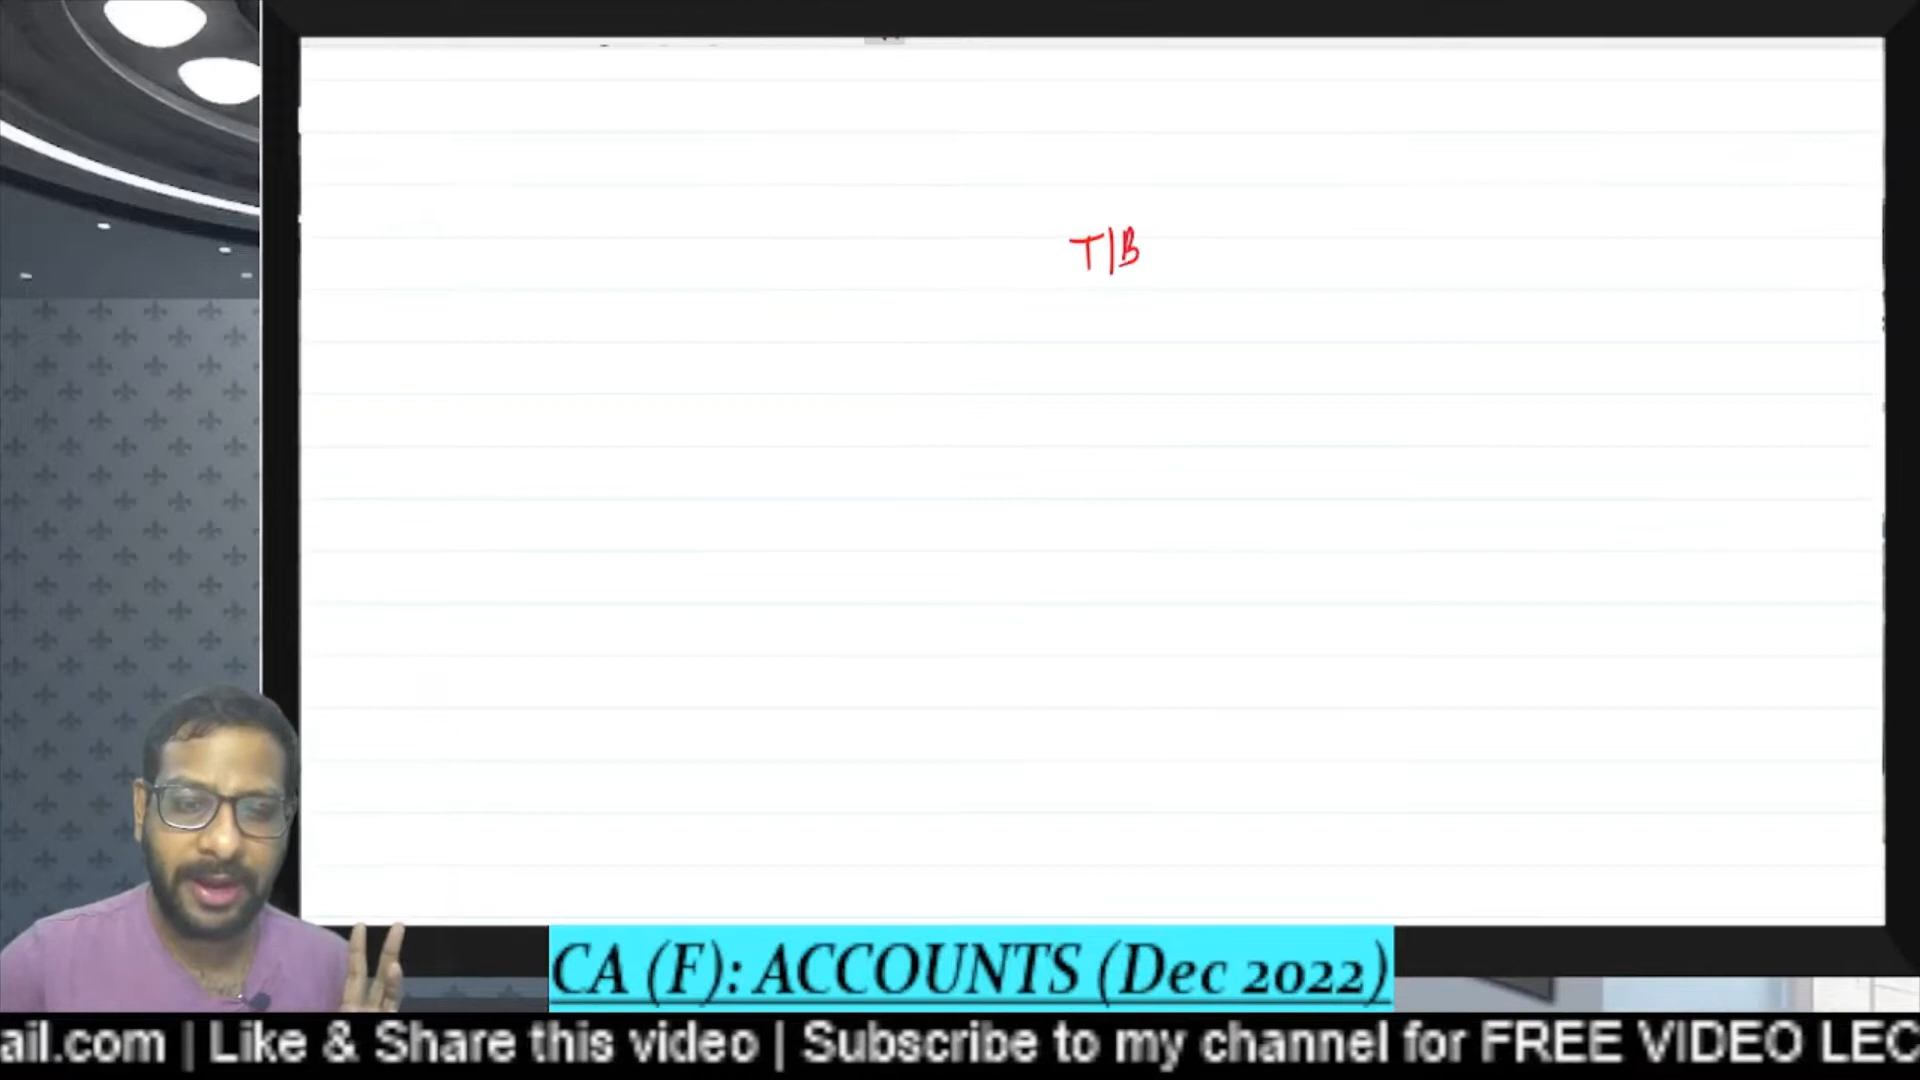 T|B
CA (F): ACCOUNTS (Dec 2022)
ail.com | Like & Share this video | Subscribe to my channel for FREE VIDEO LEC